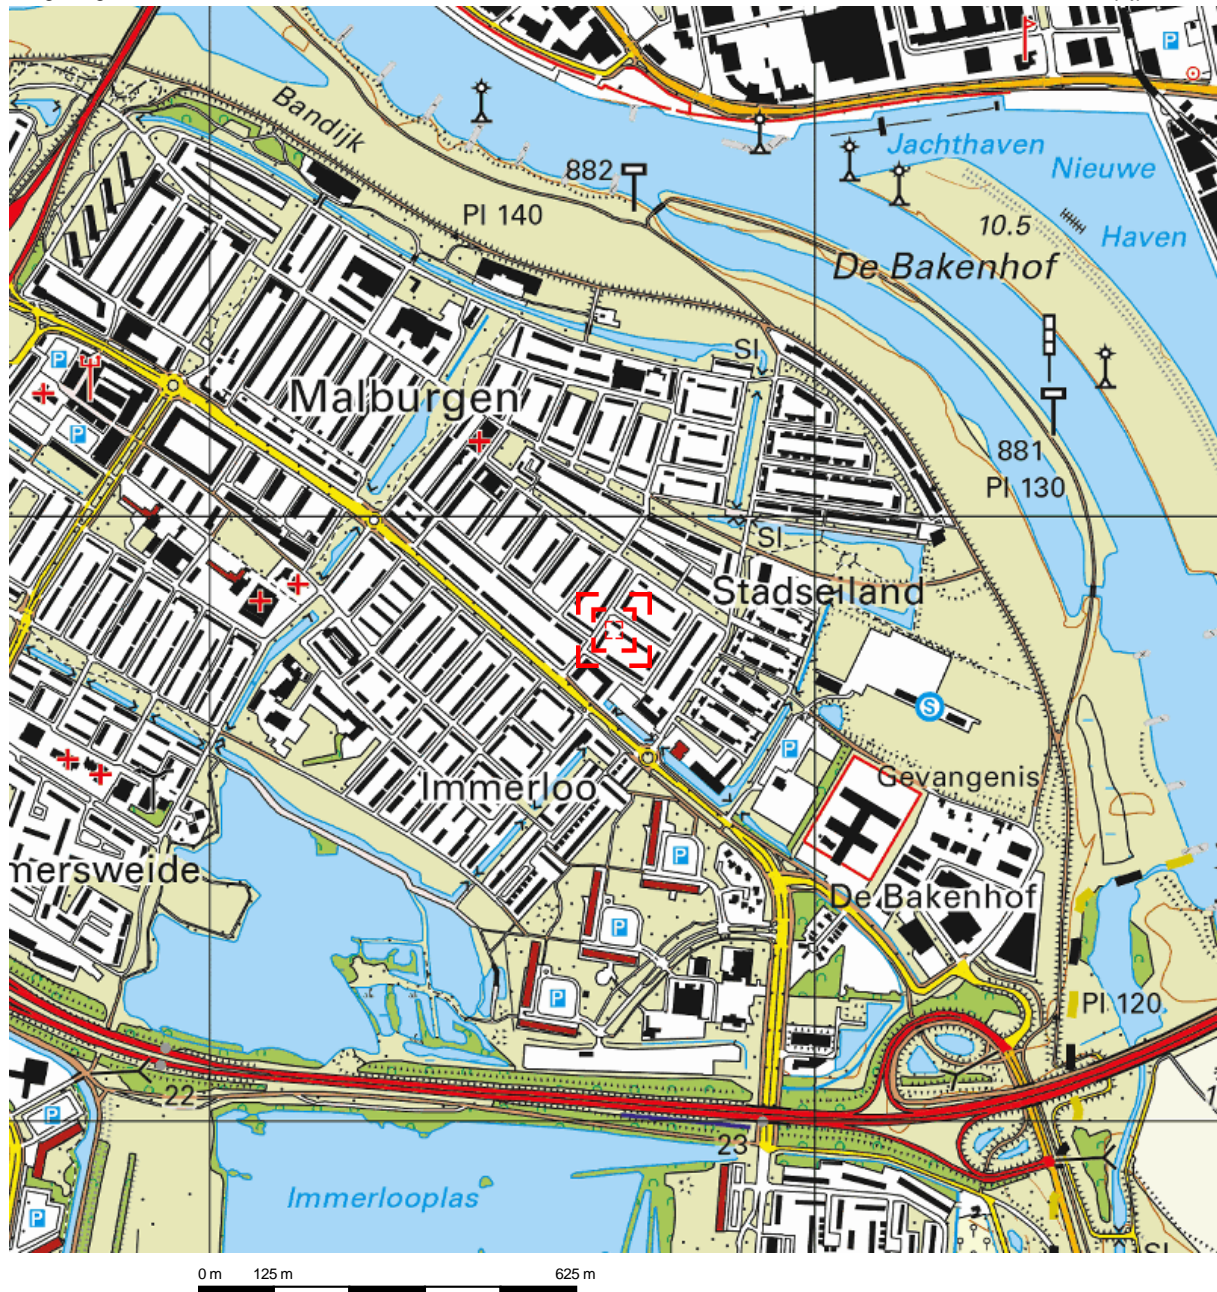 Bandijk
882
Pl 140
Jachthaven
Nieuwe
10.5
Haven
De Bakenhof
P
Sl
P
Malburgen
P
881
Pl 130
Sl
Stadseiland
S
P
Gevangenis
Immerloo
mersweide
P
De Bakenhof
P
P
Pl 120
22
P
23
Immerlooplas
P
Sl
0 m 125 m 625 m